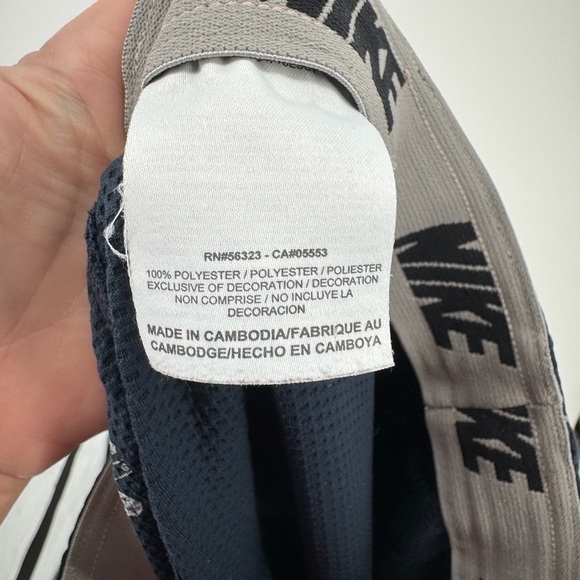 RN#56323 - CA#05553
100% POLYESTER / POLYESTER / POLIESTER
EXCLUSIVE OF DECORATION / DECORATION
NON COMPRISE / NO INCLUYE LA
DECORACION
MADE IN CAMBODIA/FABRIQUE AU
CAMBODGE/HECHO EN CAMBOYA
NIKE
NIKE
KE